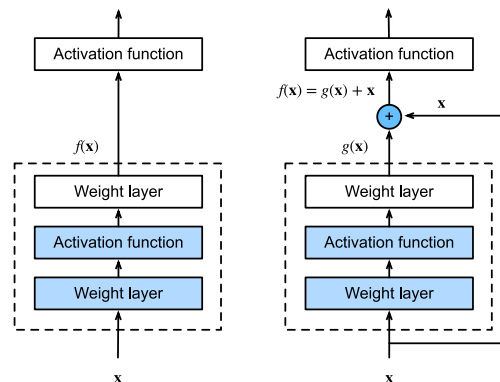 Activation function
f(x)
Weight layer
Activation function
Weight layer
x
Activation function
f(x) = g(x) + x
x
+
g(x)
Weight layer
Activation function
Weight layer
x